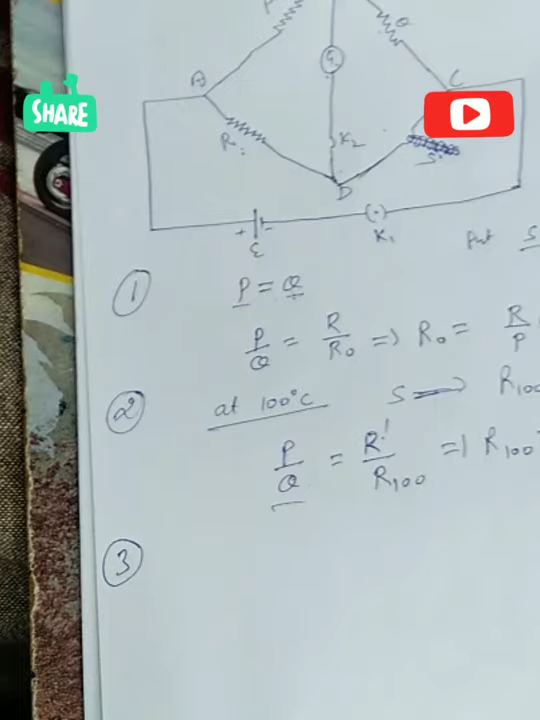 P
Q
A
C
SHARE
G
R
K2
S
D
+ -
K1
ε
Put S
1
P = Q
P/Q = R/R0 => R0 = R/P
2
at 100°C S => R100
P/Q = R'/R100 => R100
3